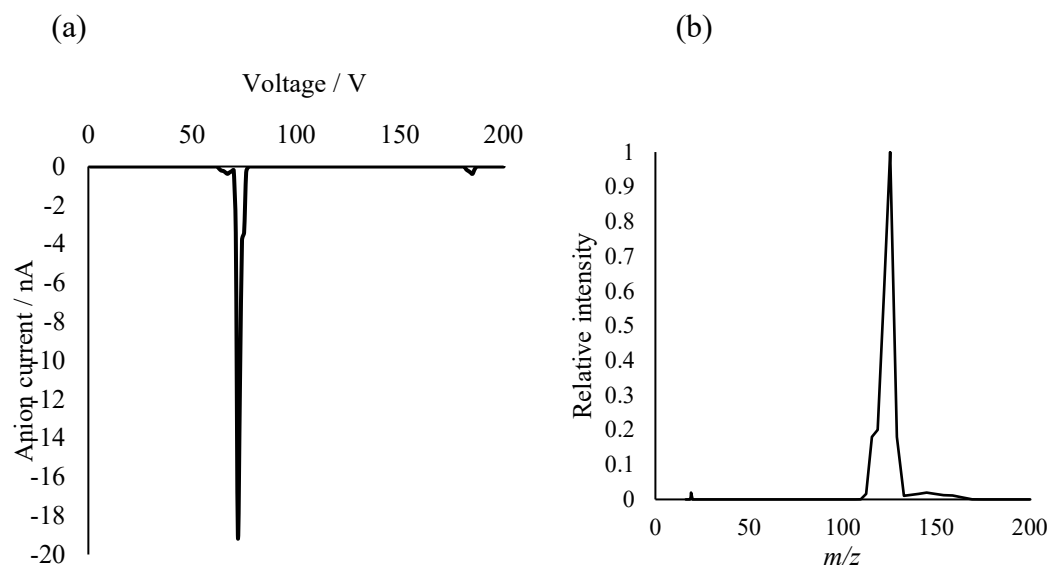 (a)
Voltage / V
0 50 100 150 200
Anion current / nA
0
-2
-4
-6
-8
-10
-12
-14
-16
-18
-20
(b)
Relative intensity
1
0.9
0.8
0.7
0.6
0.5
0.4
0.3
0.2
0.1
0
0 50 100 150 200
m/z